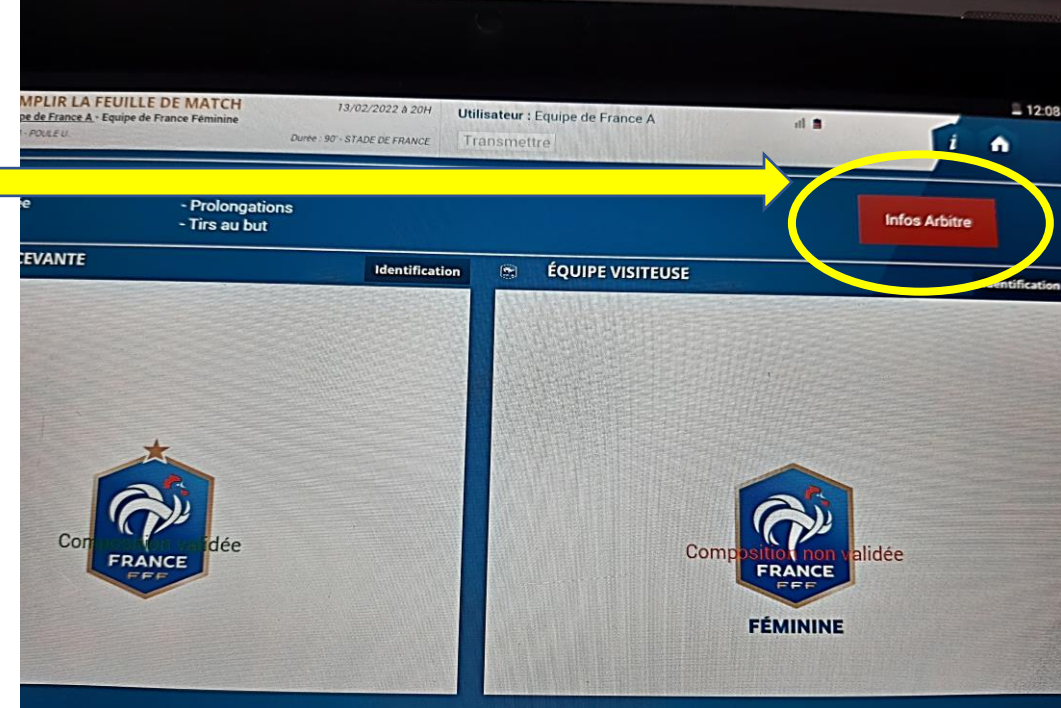 MPLIR LA FEUILLE DE MATCH
pe de France A - Equipe de France Féminine
- POULE U.
13/02/2022 à 20H
Durée : 90' - STADE DE FRANCE
Utilisateur : Equipe de France A
Transmettre
12:08
i
e
- Prolongations
- Tirs au but
Infos Arbitre
CEVANTE
Identification
ÉQUIPE VISITEUSE
entification
Composition validée
FRANCE
FFF
Composition non validée
FRANCE
FFF
FÉMININE